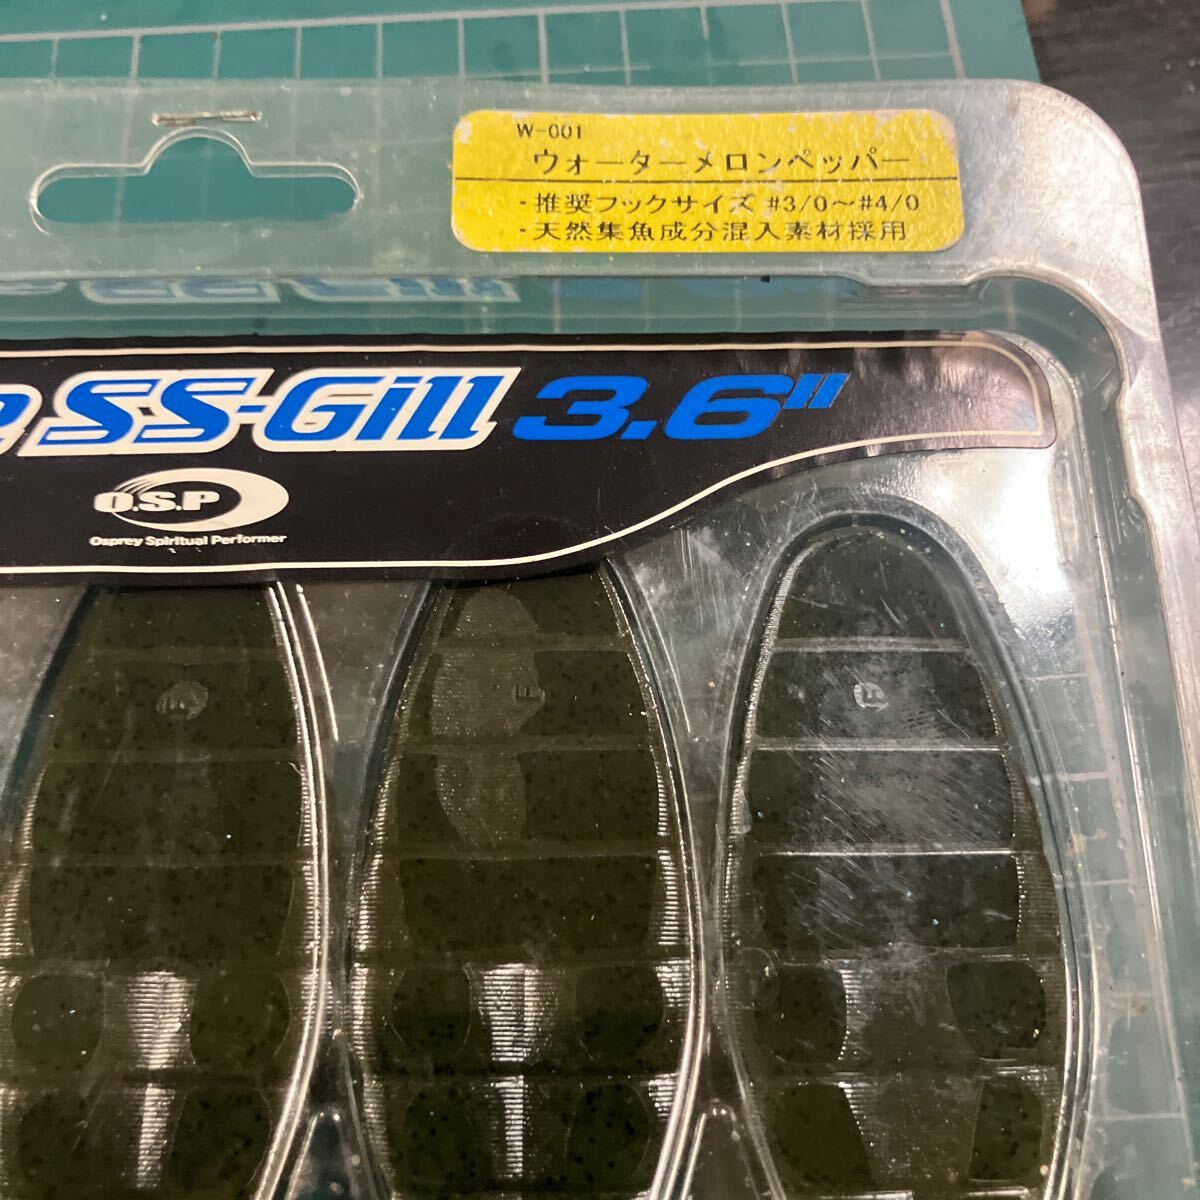 W-001
ウォーターメロンペッパー
・推奨フックサイズ #3/0～#4/0
・天然集魚成分混入素材採用
SS-Gill 3.6"
O.S.P
Osprey Spiritual Performer